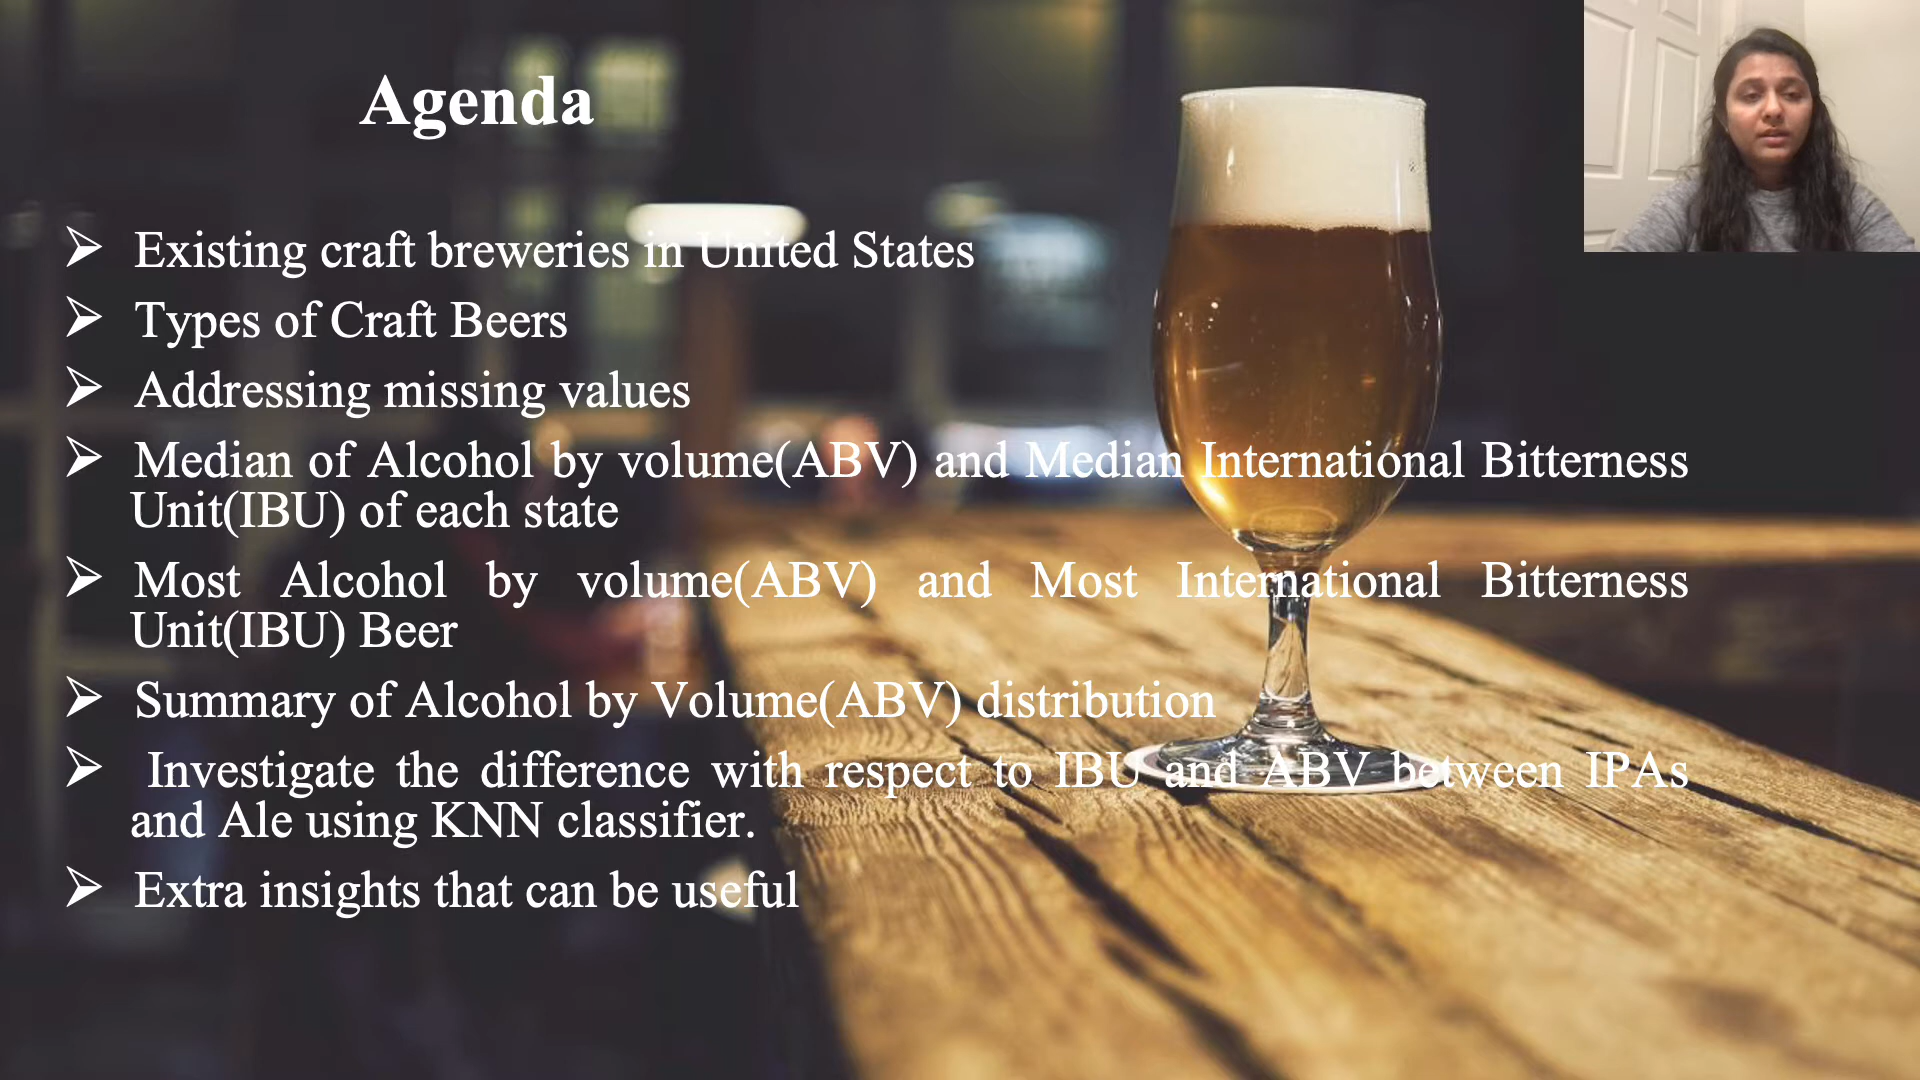 Agenda
➢ Existing craft breweries in United States
➢ Types of Craft Beers
➢ Addressing missing values
➢ Median of Alcohol by volume(ABV) and Median International Bitterness
Unit(IBU) of each state
➢ Most Alcohol by volume(ABV) and Most International Bitterness
Unit(IBU) Beer
➢ Summary of Alcohol by Volume(ABV) distribution
➢ Investigate the difference with respect to IBU and ABV between IPAs
and Ale using KNN classifier.
➢ Extra insights that can be useful